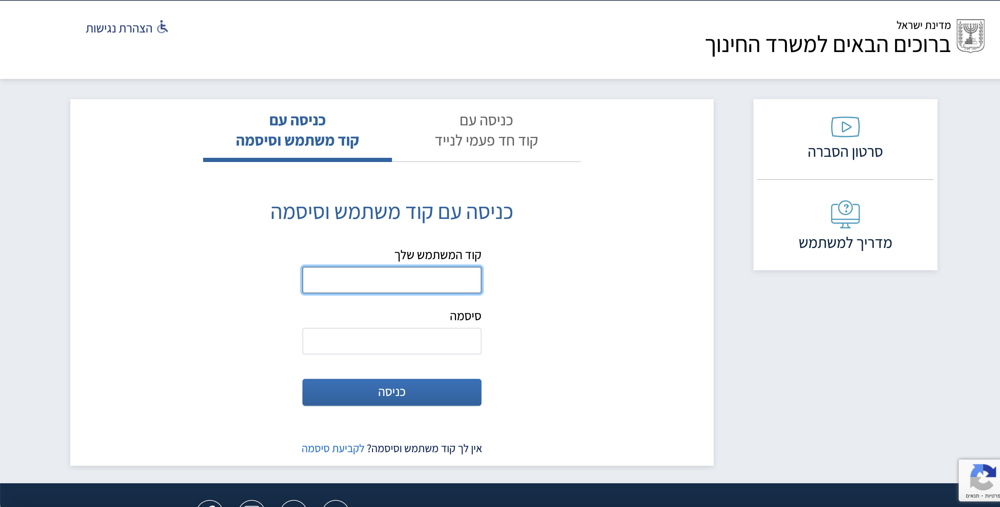 מדינת ישראל
ברוכים הבאים למשרד החינוך
הצהרת נגישות
סרטון הסברה
?
מדריך למשתמש
כניסה עם
קוד חד פעמי לנייד
כניסה עם
קוד משתמש וסיסמה
כניסה עם קוד משתמש וסיסמה
קוד המשתמש שלך
סיסמה
כניסה
אין לך קוד משתמש וסיסמה? לקביעת סיסמה
פרטיות - תנאים